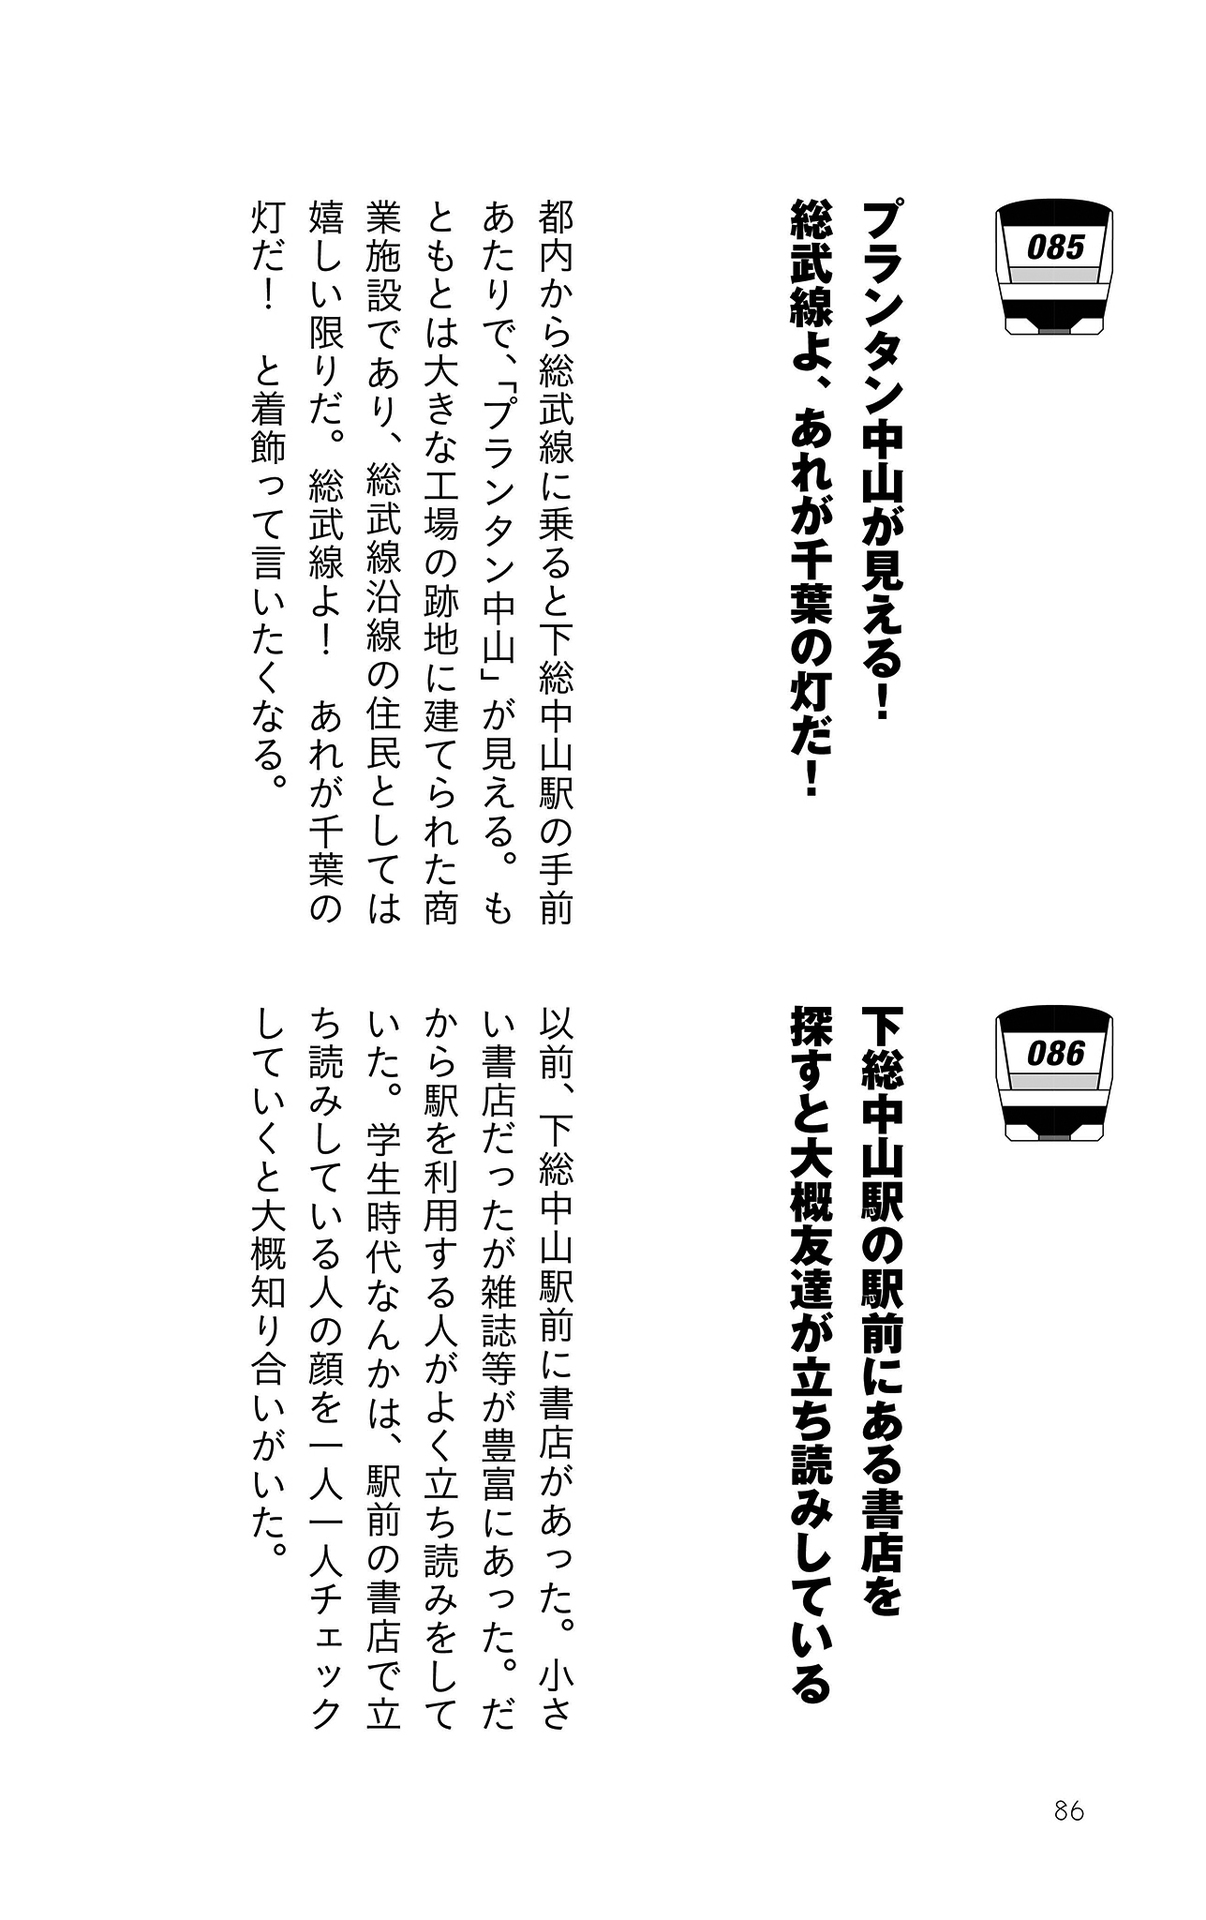 085
プランタン中山が見える！
総武線よ、あれが千葉の灯だ！
都内から総武線に乗ると下総中山駅の手前
あたりで、「プランタン中山」が見える。も
ともとは大きな工場の跡地に建てられた商
業施設であり、総武線沿線の住民としては
嬉しい限りだ。総武線よ！　あれが千葉の
灯だ！　と着飾って言いたくなる。
086
下総中山駅の駅前にある書店を
探すと大概友達が立ち読みしている
以前、下総中山駅前に書店があった。小さ
い書店だったが雑誌等が豊富にあった。だ
から駅を利用する人がよく立ち読みをして
いた。学生時代なんかは、駅前の書店で立
ち読みしている人の顔を一人一人チェック
していくと大概知り合いがいた。
86